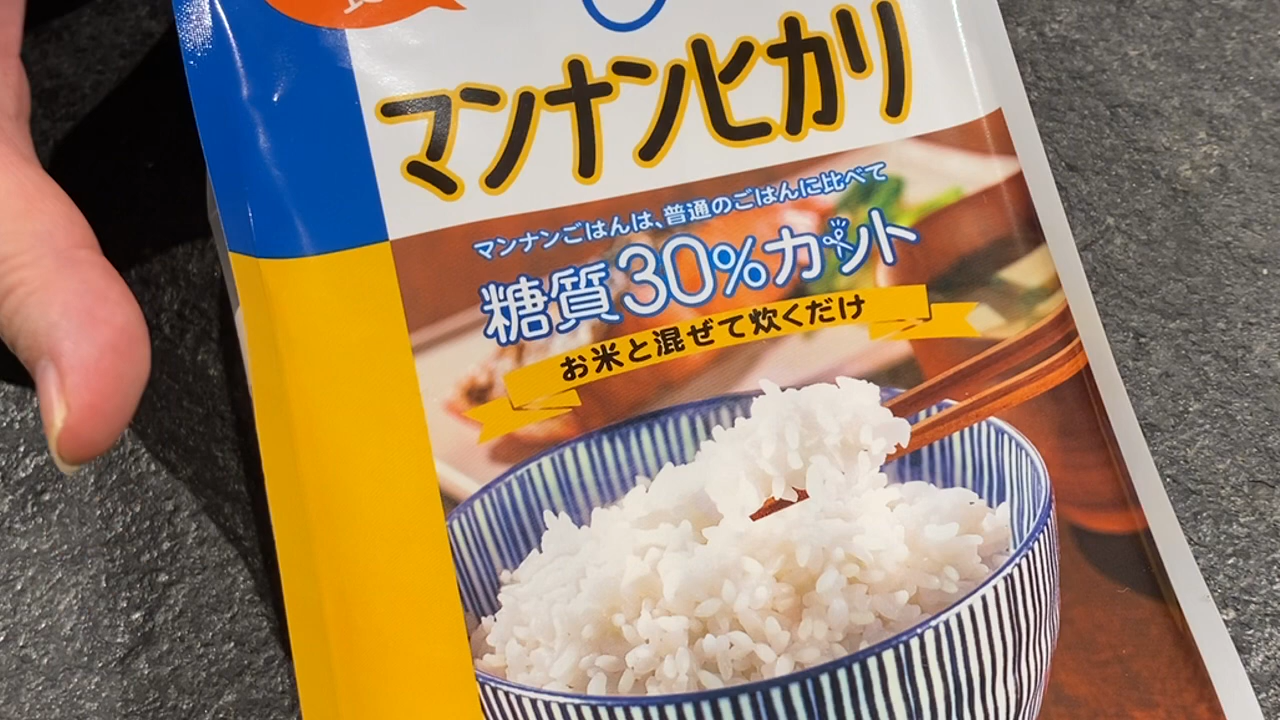 マンナンヒカリ
マンナンごはんは、普通のごはんに比べて
糖質30%カット
お米と混ぜて炊くだけ